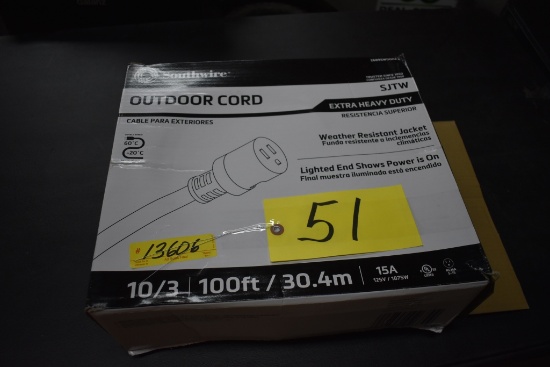 Southwire
SJTW
OUTDOOR CORD
EXTRA HEAVY DUTY
RESISTENCIA SUPERIOR
CABLE PARA EXTERIORES
60°C
-20°C
Weather Resistant Jacket
Funda resistente a inclemencias
climáticas
Lighted End Shows Power is On
Final muestra iluminado está encendido
51
13606
10/3 100ft / 30.4m 15A
125V / 1875W